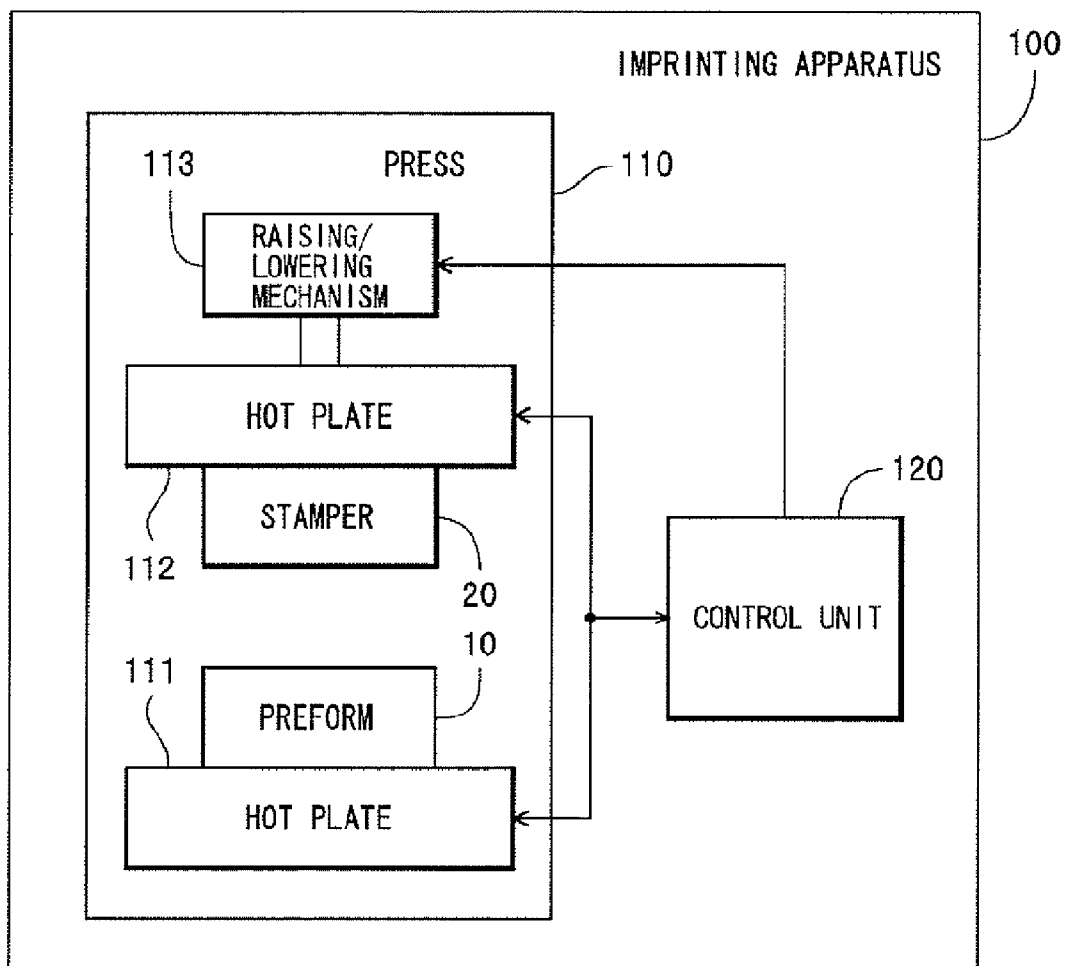 IMPRINTING APPARATUS
100
113
PRESS
110
RAISING/
LOWERING
MECHANISM
HOT PLATE
120
STAMPER
112
20
CONTROL UNIT
10
111
PREFORM
HOT PLATE